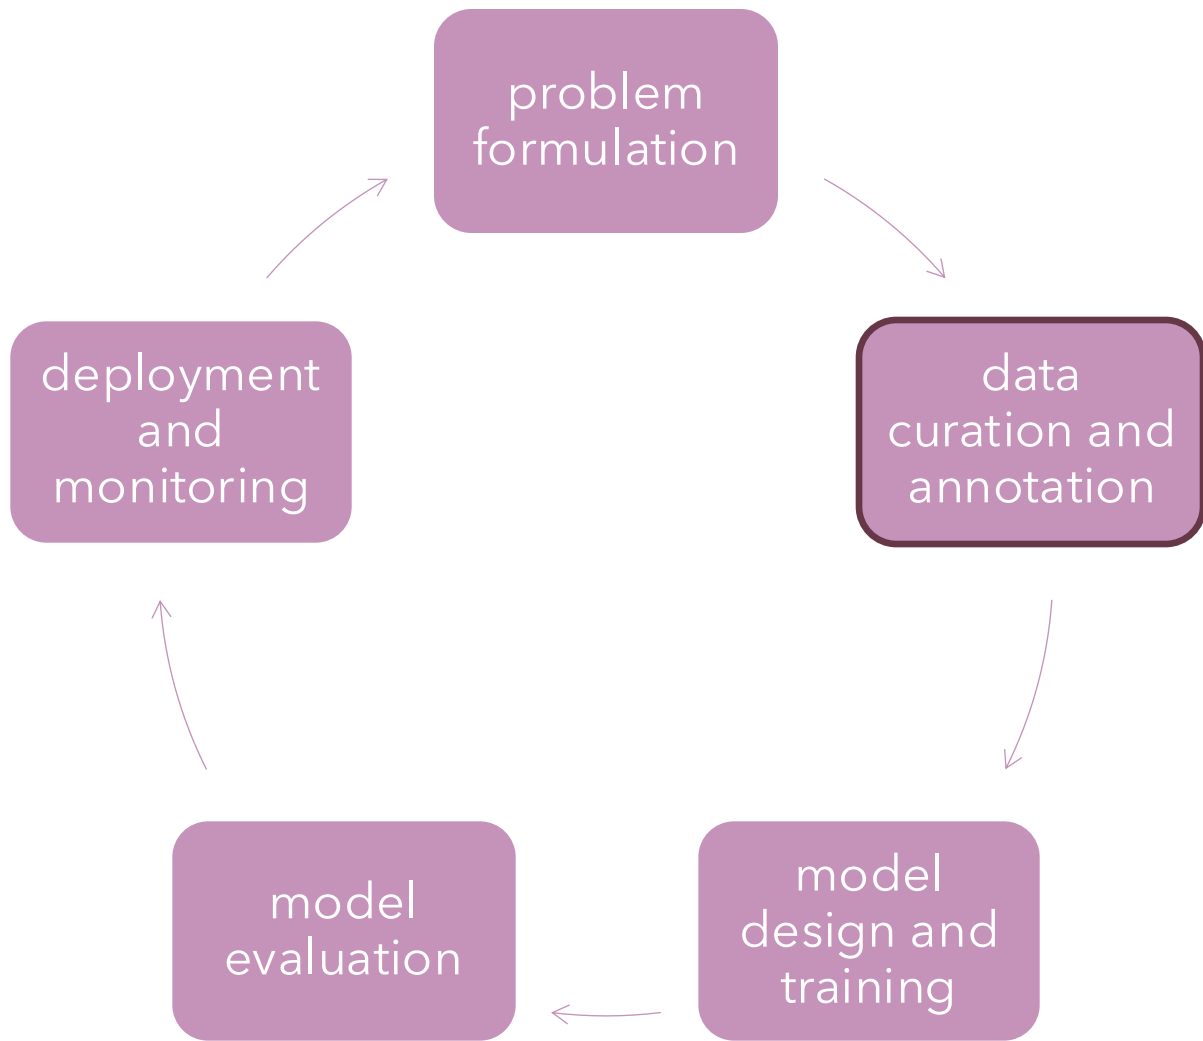 problem
formulation
data
curation and
annotation
model
design and
training
model
evaluation
deployment
and
monitoring